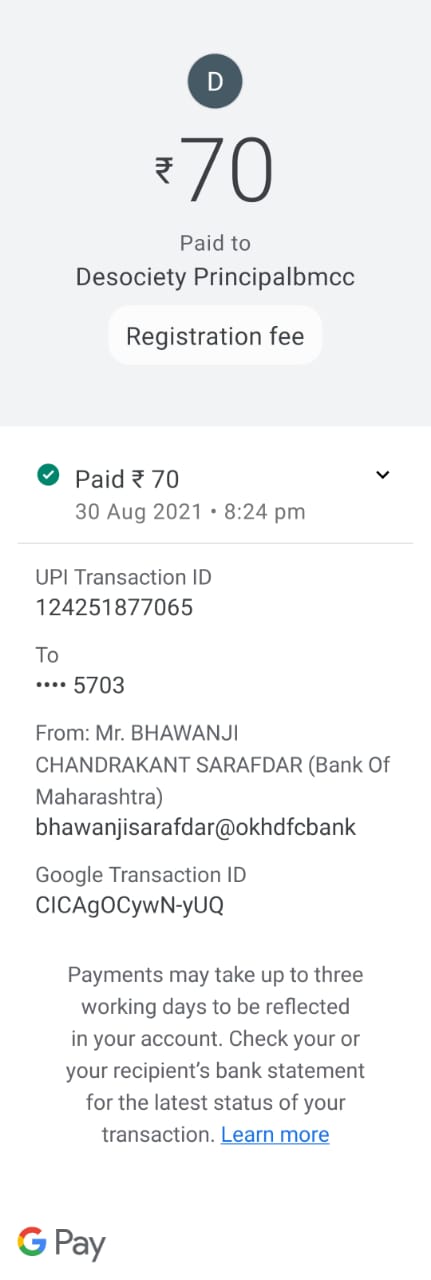 D
₹70
Paid to
Desociety Principalbmcc
Registration fee
Paid ₹ 70
30 Aug 2021 • 8:24 pm
UPI Transaction ID
124251877065
To
•••• 5703
From: Mr. BHAWANJI
CHANDRAKANT SARAFDAR (Bank Of
Maharashtra)
bhawanjisarafdar@okhdfcbank
Google Transaction ID
CICAgOCywN-yUQ
Payments may take up to three
working days to be reflected
in your account. Check your or
your recipient’s bank statement
for the latest status of your
transaction. Learn more
G Pay